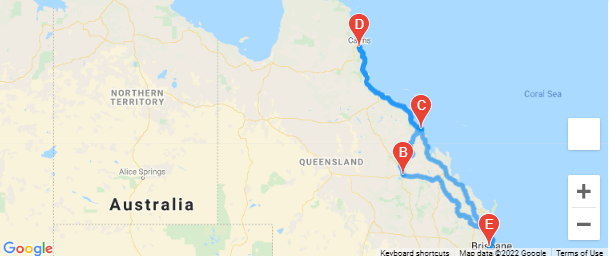 D
Cairns
NORTHERN
TERRITORY
Coral Sea
C
B
QUEENSLAND
Alice Springs
Australia
E
Brisbane
+
−
Google
Keyboard shortcuts
Map data ©2022 Google
Terms of Use